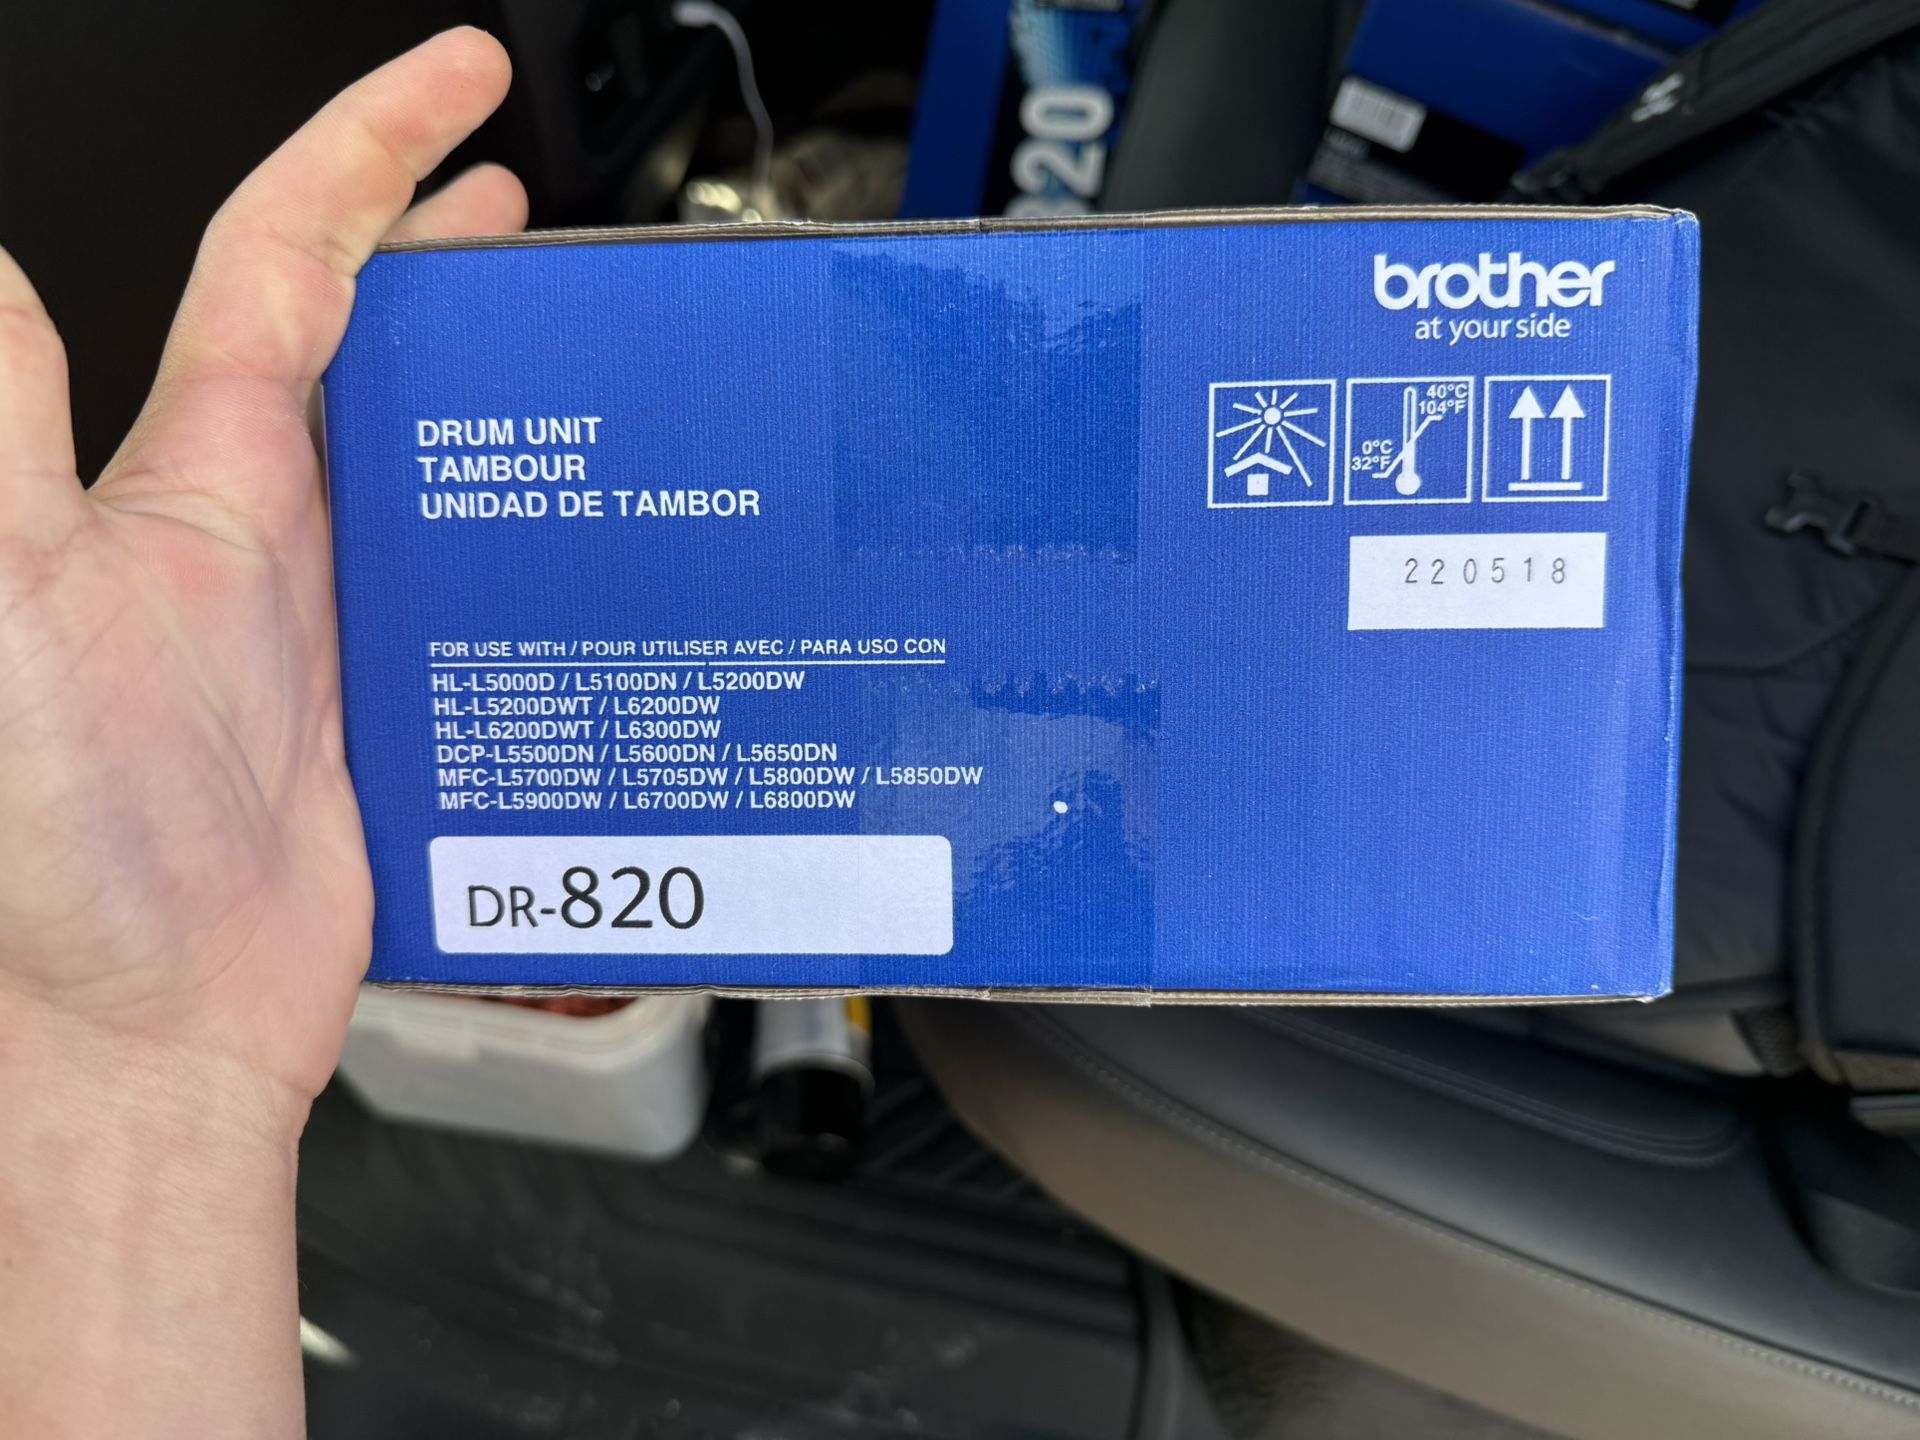 820
brother
at your side
40°C
104°F
0°C
32°F
DRUM UNIT
TAMBOUR
UNIDAD DE TAMBOR
220518
FOR USE WITH / POUR UTILISER AVEC / PARA USO CON
HL-L5000D / L5100DN / L5200DW
HL-L5200DWT / L6200DW
HL-L6200DWT / L6300DW
DCP-L5500DN / L5600DN / L5650DN
MFC-L5700DW / L5705DW / L5800DW / L5850DW
MFC-L5900DW / L6700DW / L6800DW
DR-820